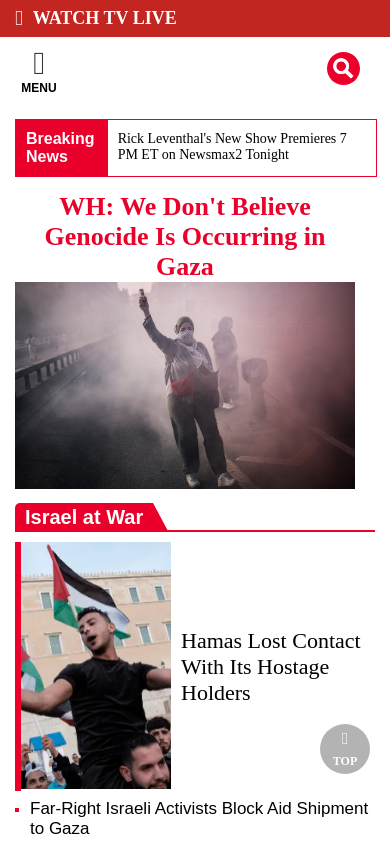 WATCH TV LIVE
MENU
Breaking
News
Rick Leventhal's New Show Premieres 7
PM ET on Newsmax2 Tonight
WH: We Don't Believe
Genocide Is Occurring in
Gaza
Israel at War
Hamas Lost Contact
With Its Hostage
Holders
TOP
Far-Right Israeli Activists Block Aid Shipment
to Gaza